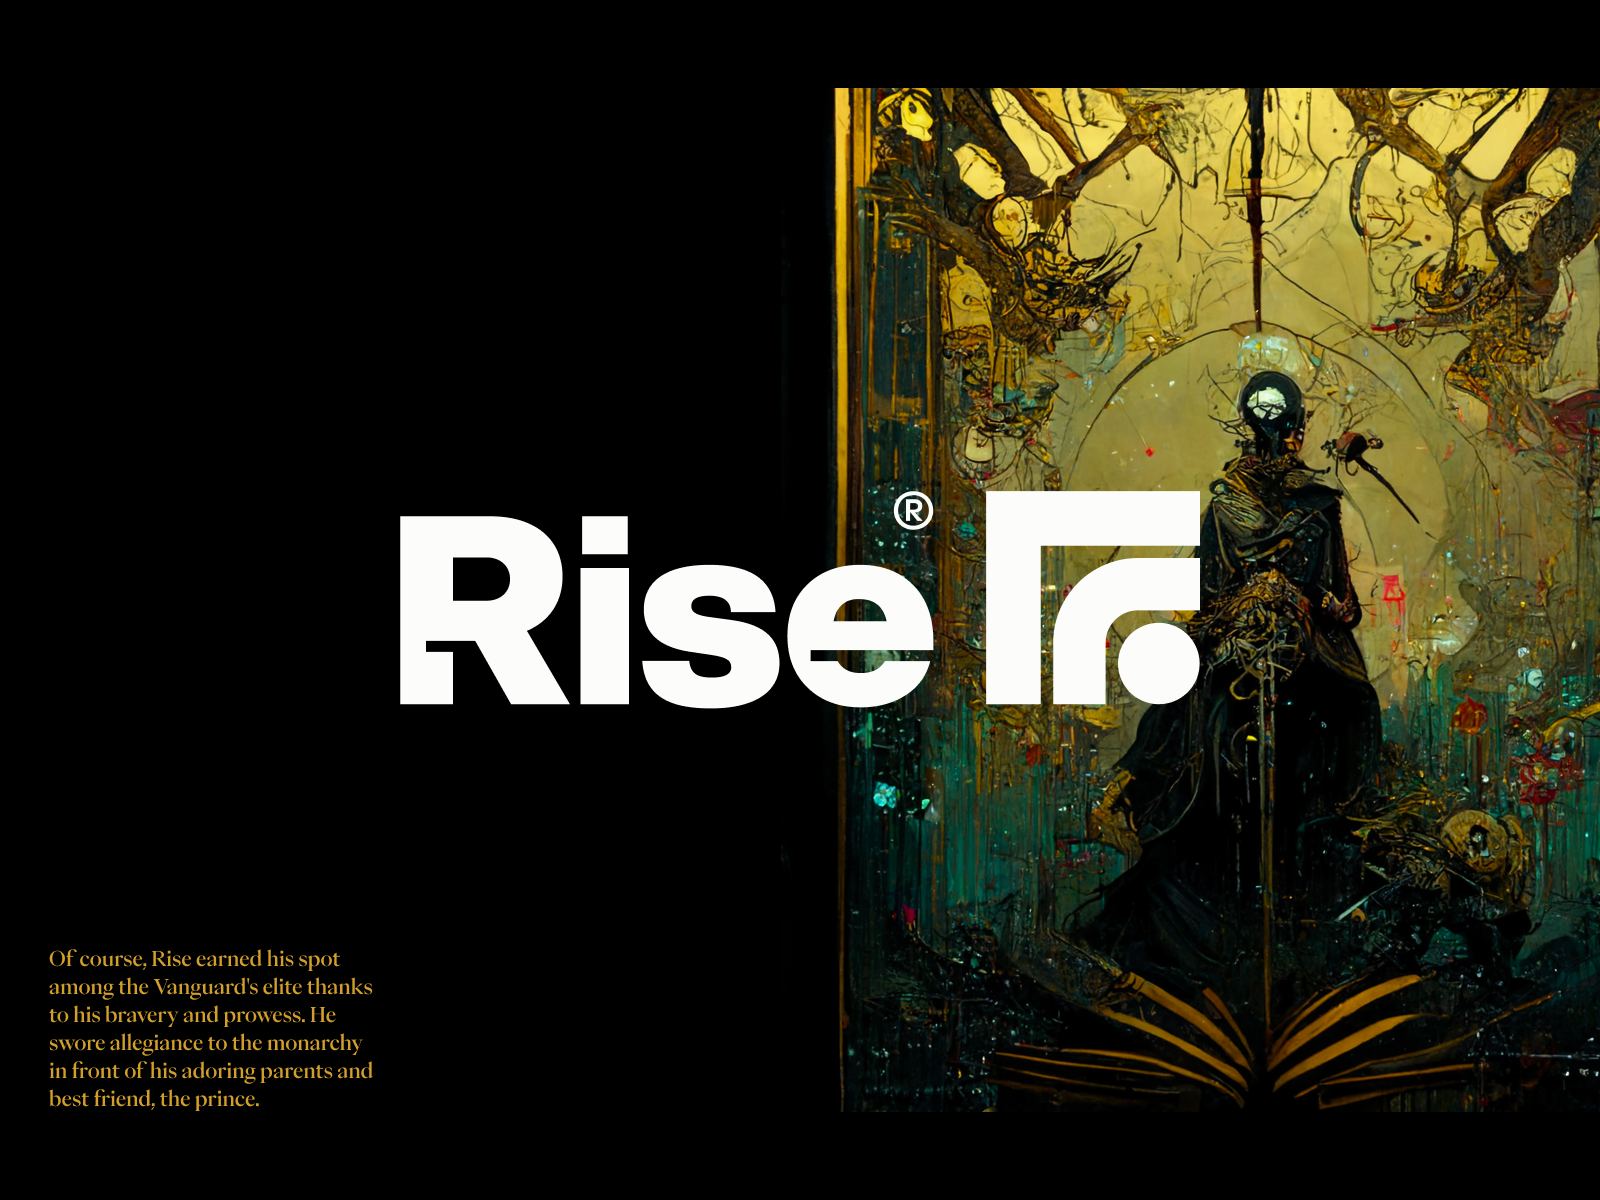 Rise®
Of course, Rise earned his spot
among the Vanguard's elite thanks
to his bravery and prowess. He
swore allegiance to the monarchy
in front of his adoring parents and
best friend, the prince.